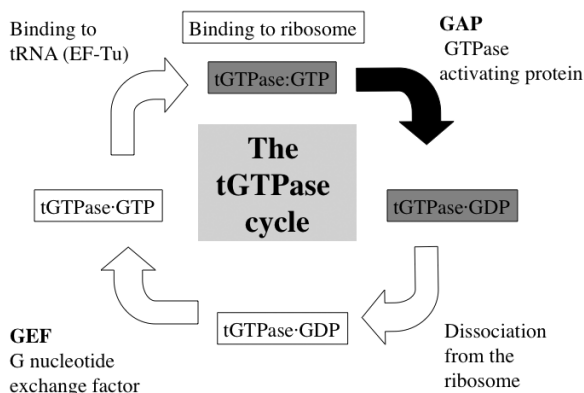 Binding to
tRNA (EF-Tu)
Binding to ribosome
tGTPase:GTP
GAP
GTPase
activating protein
The
tGTPase
cycle
tGTPase·GTP
tGTPase·GDP
GEF
G nucleotide
exchange factor
tGTPase·GDP
Dissociation
from the
ribosome